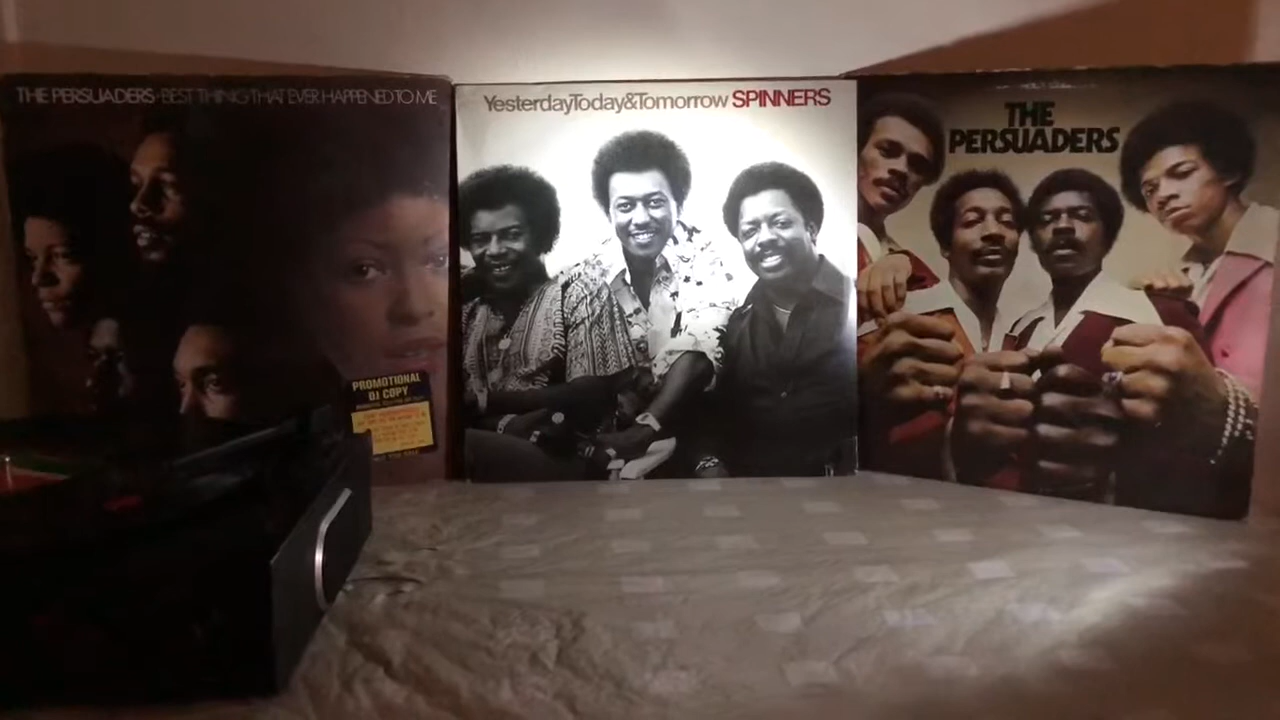 THE PERSUADERS • BEST THING THAT EVER HAPPENED TO ME
YesterdayToday&Tomorrow SPINNERS
THE
PERSUADERS
PROMOTIONAL
DJ COPY